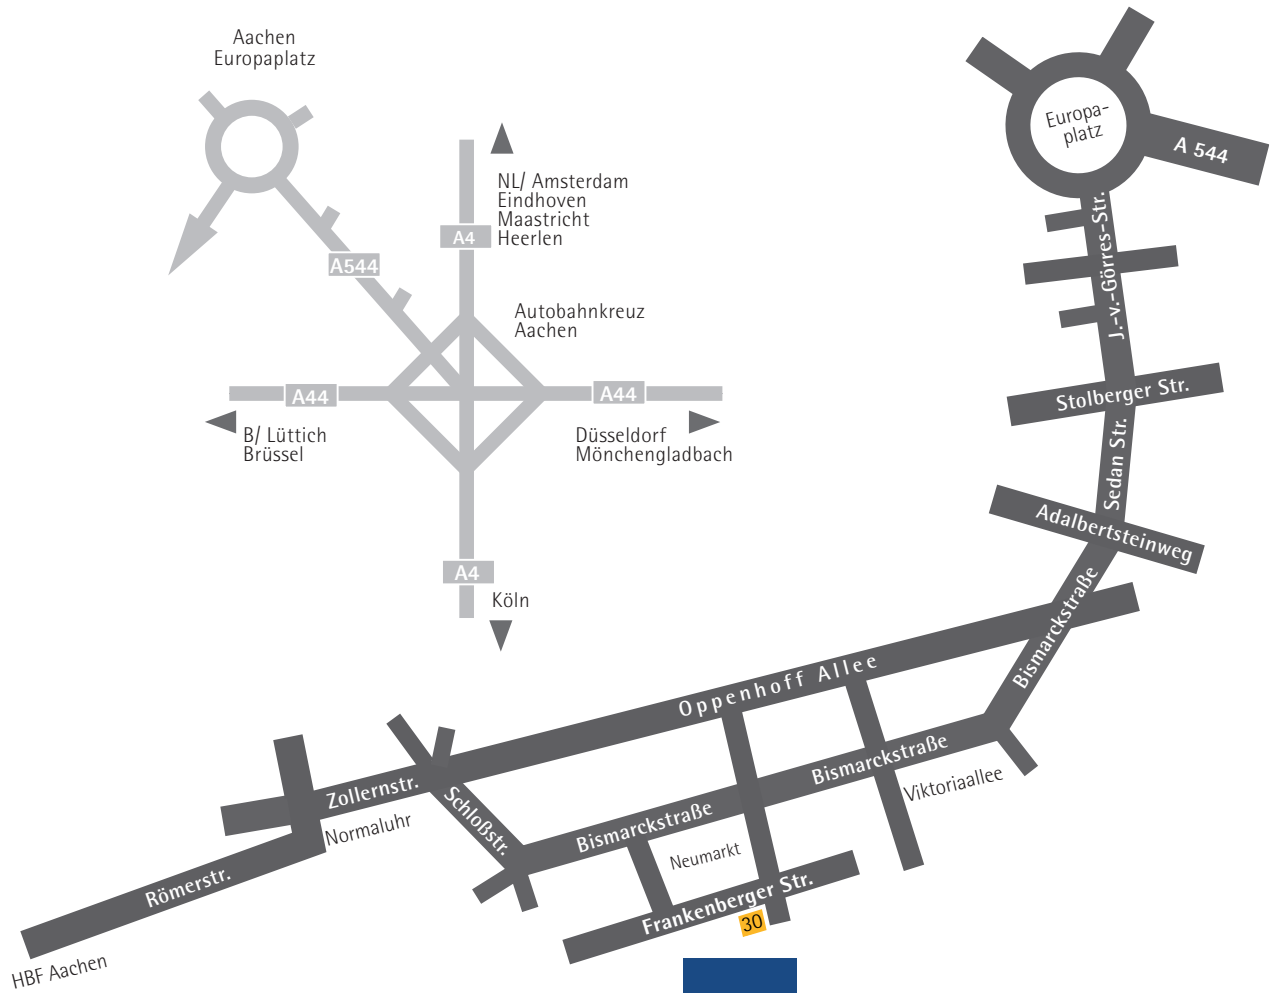 Aachen
Europaplatz
A544
A4
NL/ Amsterdam
Eindhoven
Maastricht
Heerlen
Autobahnkreuz
Aachen
A44
A44
B/ Lüttich
Brüssel
Düsseldorf
Mönchengladbach
A4
Köln
Europa-
platz
A 544
J.-v.-Görres-Str.
Stolberger Str.
Sedan Str.
Adalbertsteinweg
Bismarckstraße
Oppenhoff Allee
Bismarckstraße
Viktoriaallee
Zollernstr.
Schloßstr.
Normaluhr
Bismarckstraße
Neumarkt
Römerstr.
Frankenberger Str.
30
HBF Aachen